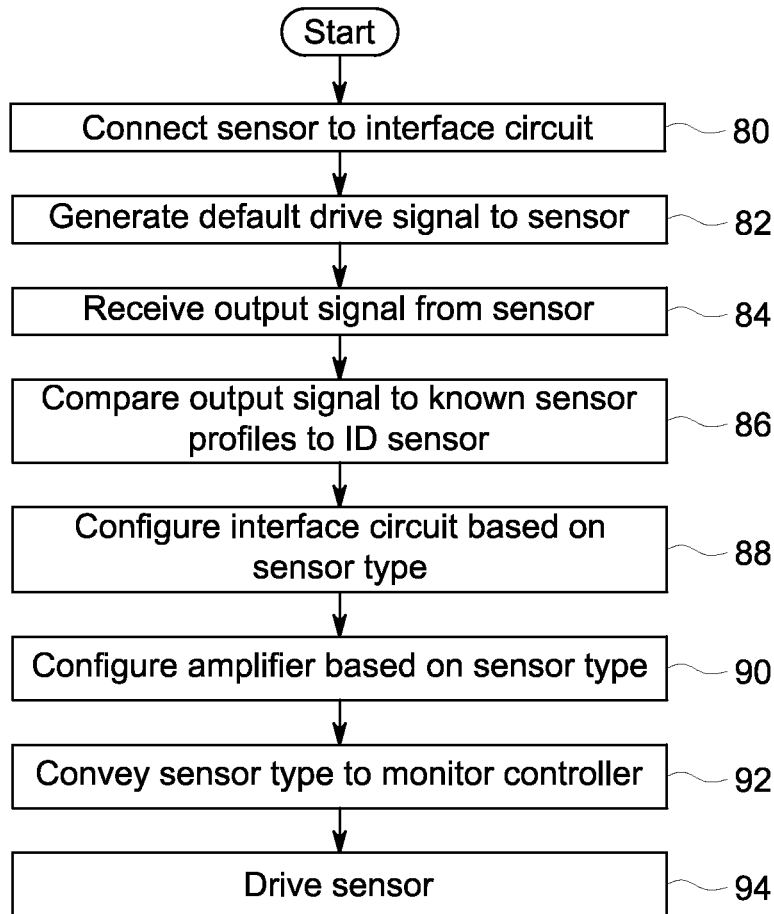 Start
Connect sensor to interface circuit
80
Generate default drive signal to sensor
82
Receive output signal from sensor
84
Compare output signal to known sensor
profiles to ID sensor
86
Configure interface circuit based on
sensor type
88
Configure amplifier based on sensor type
90
Convey sensor type to monitor controller
92
Drive sensor
94